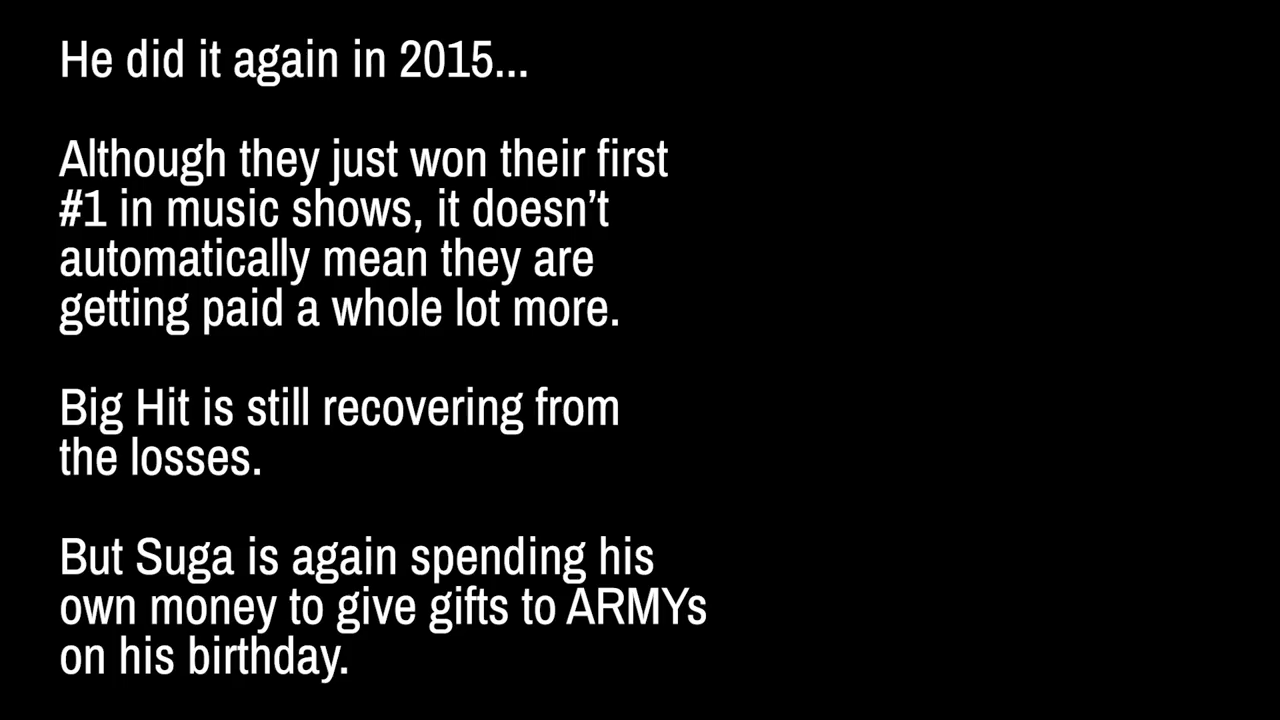 He did it again in 2015...
Although they just won their first
#1 in music shows, it doesn’t
automatically mean they are
getting paid a whole lot more.
Big Hit is still recovering from
the losses.
But Suga is again spending his
own money to give gifts to ARMYs
on his birthday.